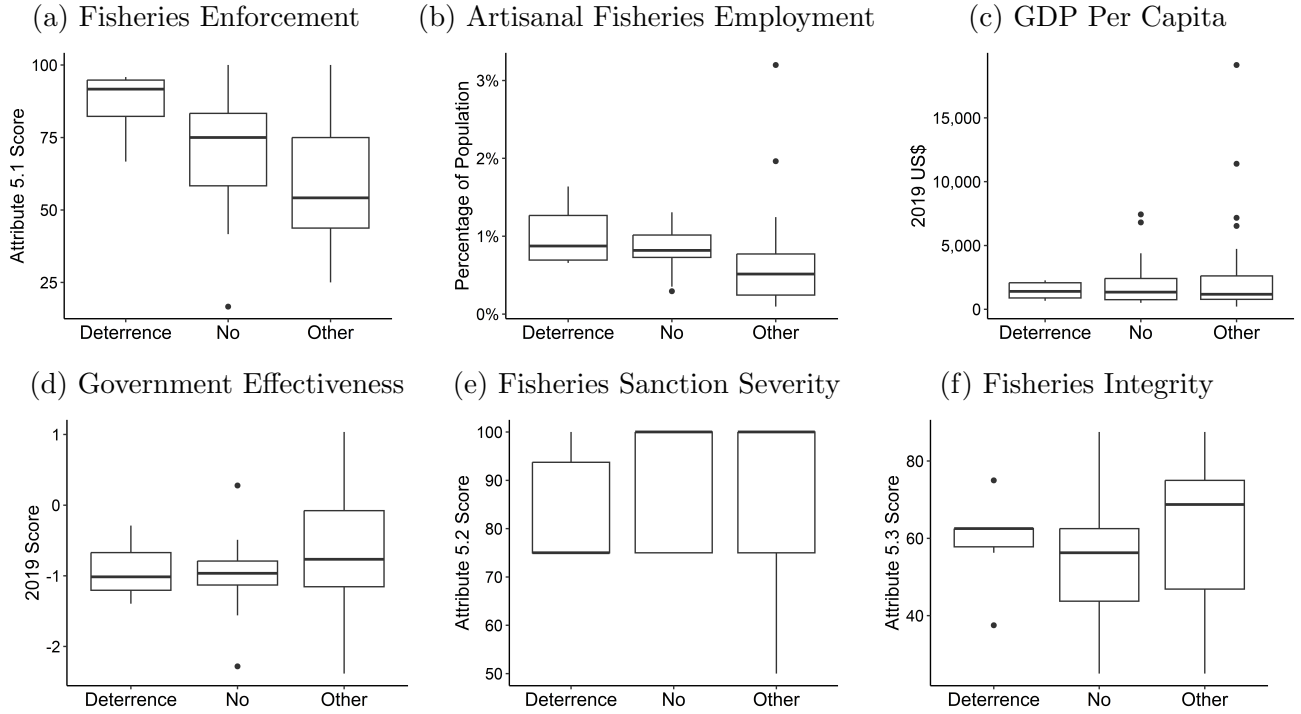 (a) Fisheries Enforcement
Attribute 5.1 Score
100
75
50
25
Deterrence No Other
(b) Artisanal Fisheries Employment
Percentage of Population
3%
2%
1%
0%
Deterrence No Other
(c) GDP Per Capita
2019 US$
15,000
10,000
5,000
0
Deterrence No Other
(d) Government Effectiveness
2019 Score
1
0
-1
-2
Deterrence No Other
(e) Fisheries Sanction Severity
Attribute 5.2 Score
100
90
80
70
60
50
Deterrence No Other
(f) Fisheries Integrity
Attribute 5.3 Score
80
60
40
Deterrence No Other